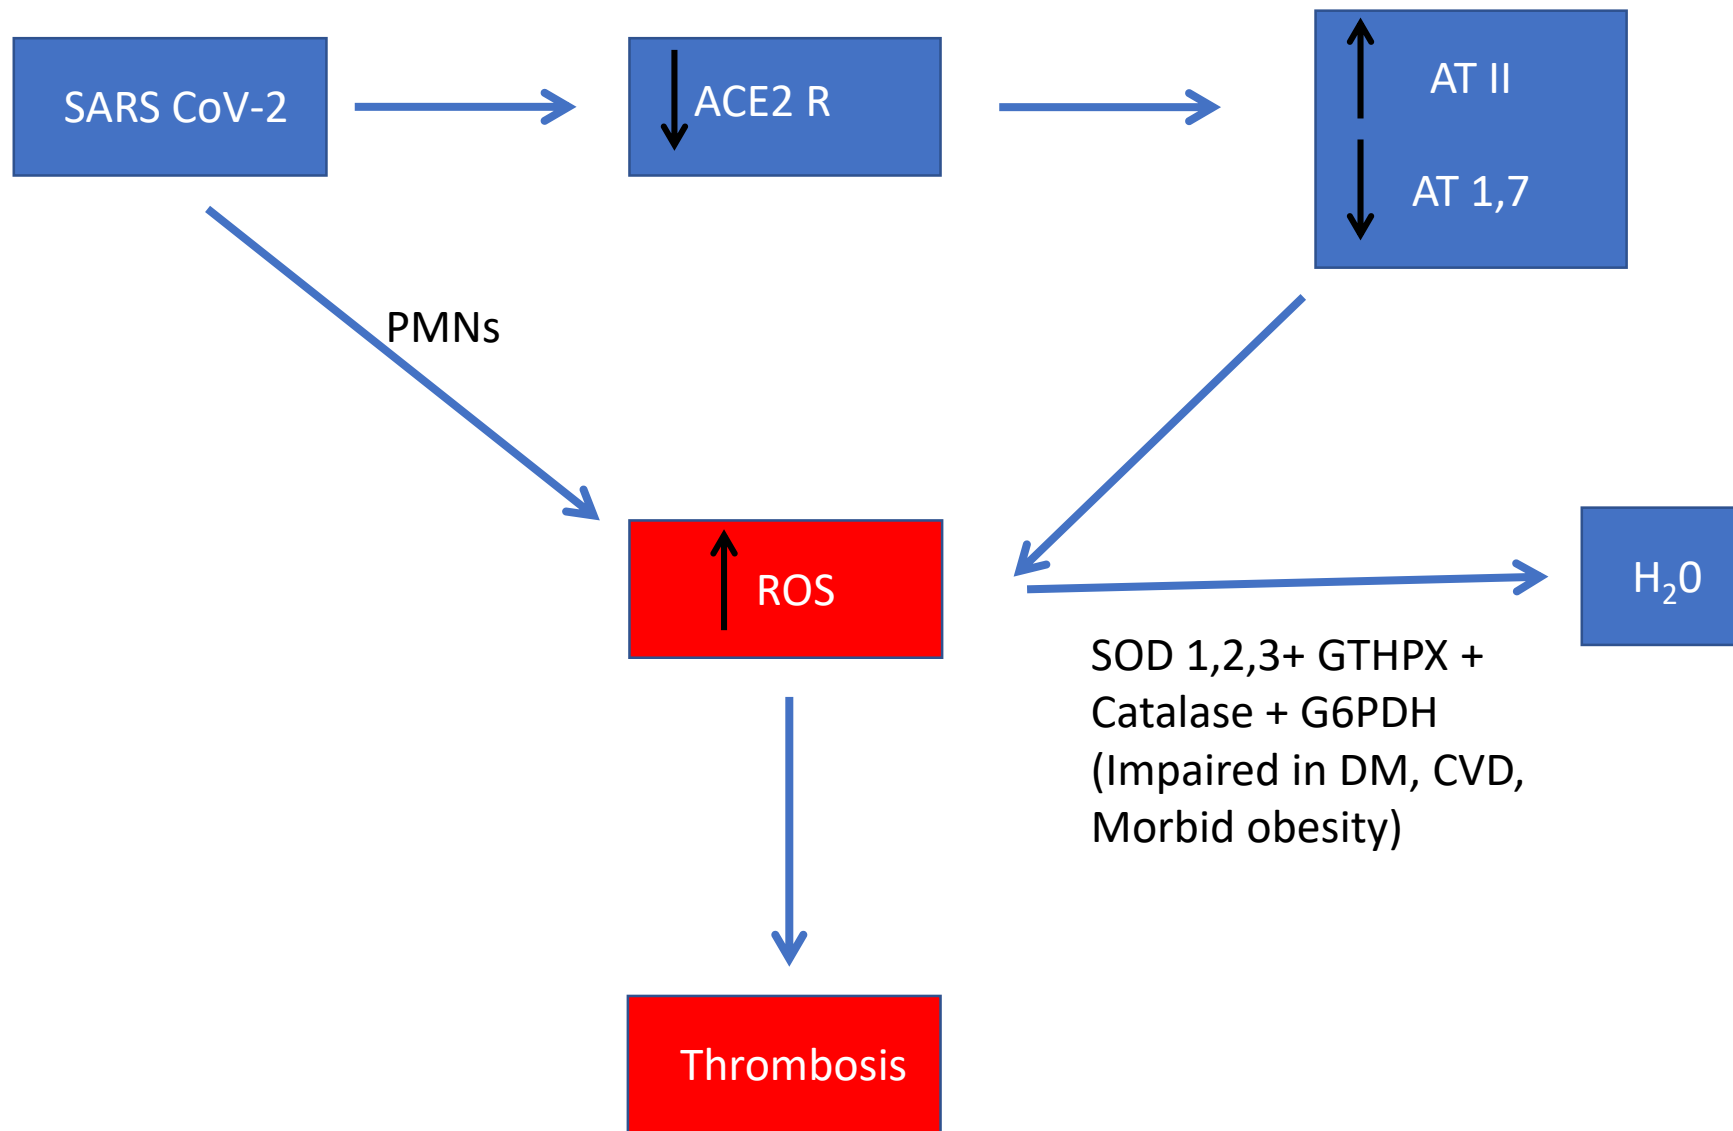 SARS CoV-2
ACE2 R
AT II
AT 1,7
PMNs
ROS
H₂0
SOD 1,2,3+ GTHPX +
Catalase + G6PDH
(Impaired in DM, CVD,
Morbid obesity)
Thrombosis